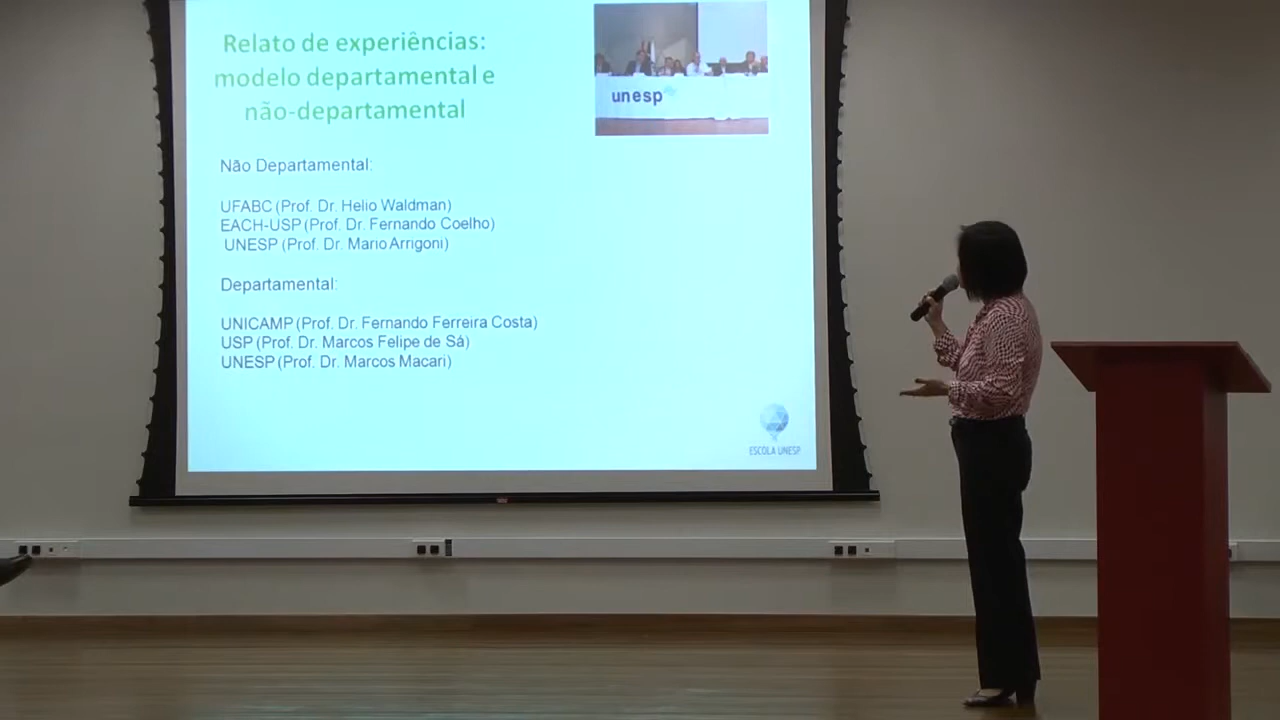 Relato de experiências:
modelo departamental e
não-departamental
unesp
Não Departamental:
UFABC (Prof. Dr. Helio Waldman)
EACH-USP (Prof. Dr. Fernando Coelho)
UNESP (Prof. Dr. Mario Arrigoni)
Departamental:
UNICAMP (Prof. Dr. Fernando Ferreira Costa)
USP (Prof. Dr. Marcos Felipe de Sá)
UNESP (Prof. Dr. Marcos Macari)
ESCOLA UNESP